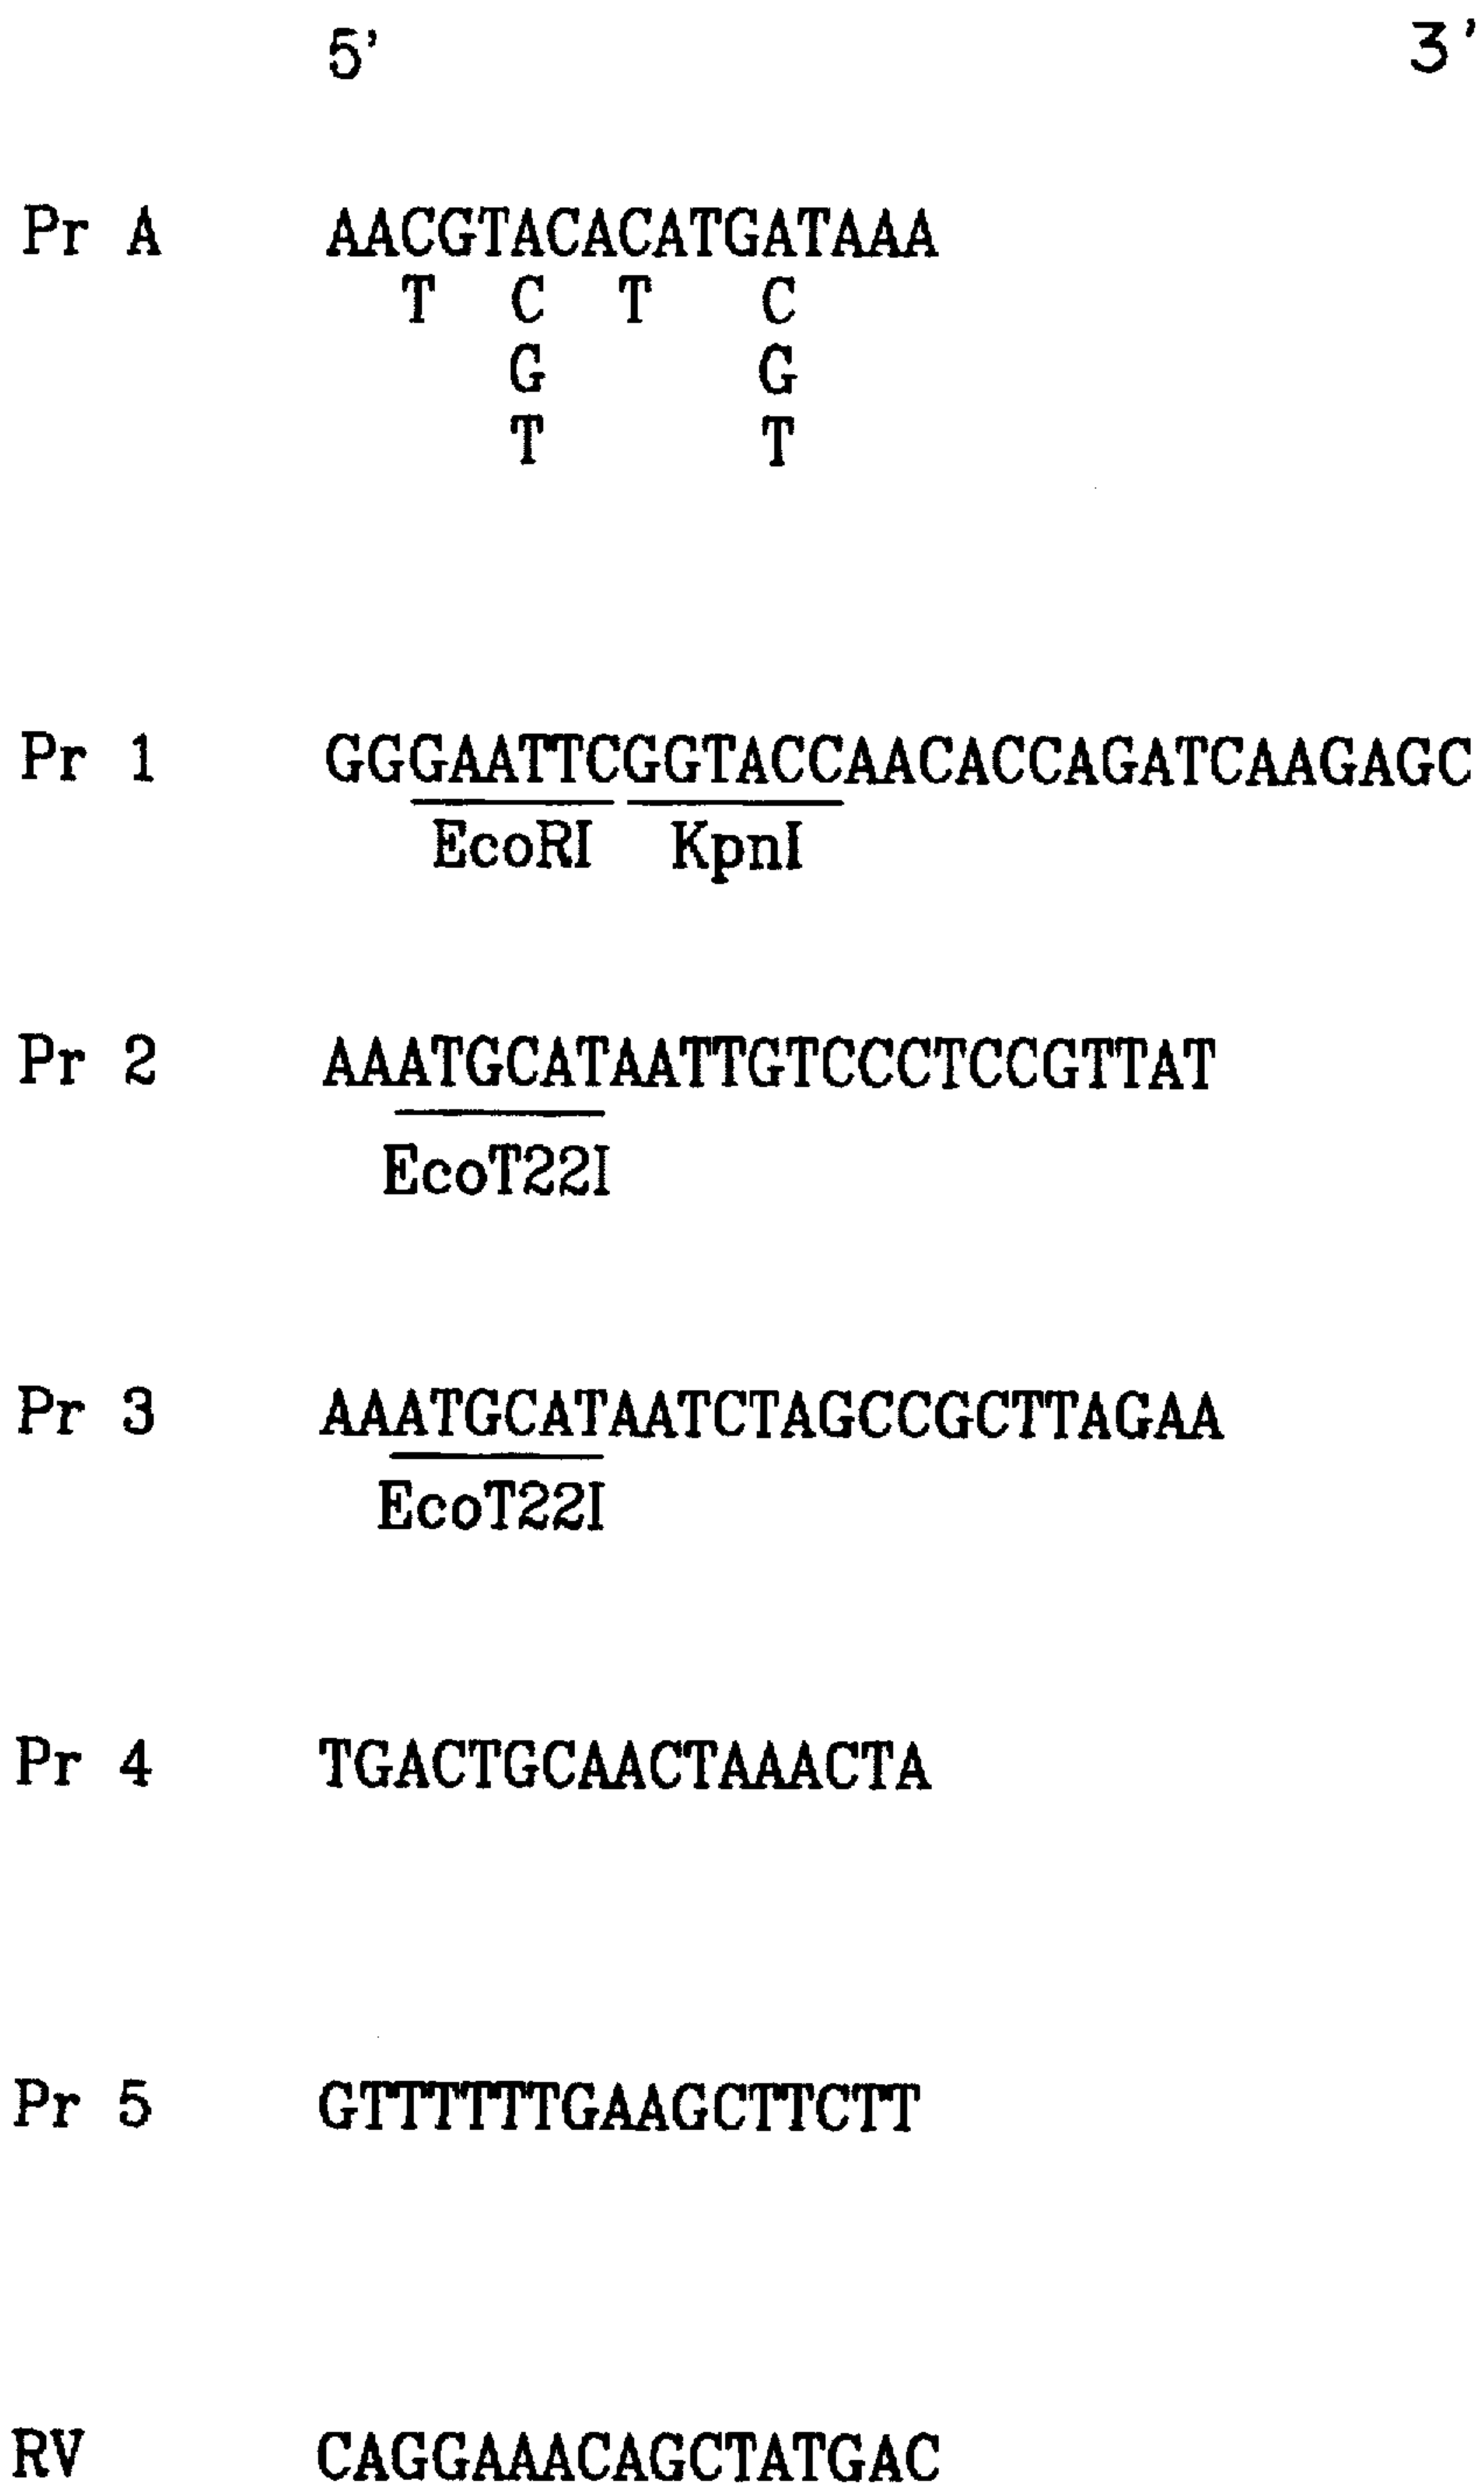 5' 3'
Pr A AACGTACACATGATAAA
T C T C
G G
T T
Pr 1 GGGAATTCGGTACCAACACCAGATCAAGAGC
EcoRI KpnI
Pr 2 AAATGCATAATTGTCCCTCCGTTAT
EcoT22I
Pr 3 AAATGCATAATCTAGCCGCTTAGAA
EcoT22I
Pr 4 TGACTGCAACTAAACTA
Pr 5 GTTTTTTGAAGCTTCTT
RV CAGGAAACAGCTATGAC